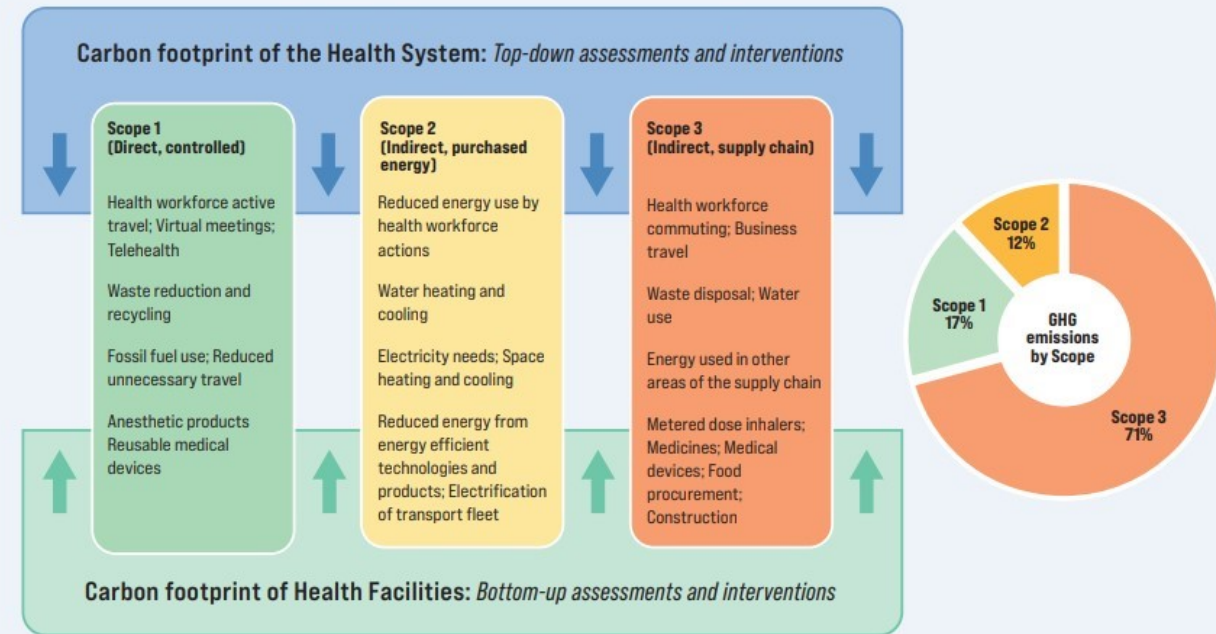 Carbon footprint of the Health System: Top-down assessments and interventions
Scope 1
(Direct, controlled)
Health workforce active
travel; Virtual meetings;
Telehealth
Waste reduction and
recycling
Fossil fuel use; Reduced
unnecessary travel
Anesthetic products
Reusable medical
devices
Scope 2
(Indirect, purchased
energy)
Reduced energy use by
health workforce
actions
Water heating and
cooling
Electricity needs; Space
heating and cooling
Reduced energy from
energy efficient
technologies and
products; Electrification
of transport fleet
Scope 3
(Indirect, supply chain)
Health workforce
commuting; Business
travel
Waste disposal; Water
use
Energy used in other
areas of the supply chain
Metered dose inhalers;
Medicines; Medical
devices; Food
procurement;
Construction
Carbon footprint of Health Facilities: Bottom-up assessments and interventions
Scope 2
12%
Scope 1
17%
GHG
emissions
by Scope
Scope 3
71%